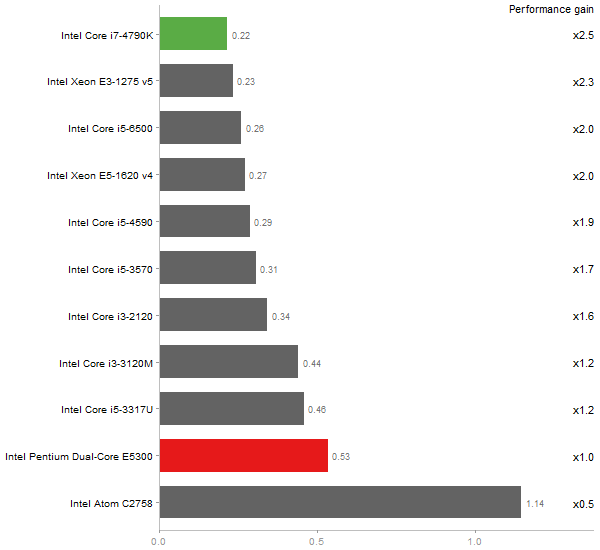 Performance gain
Intel Core i7-4790K 0.22 x2.5
Intel Xeon E3-1275 v5 0.23 x2.3
Intel Core i5-6500 0.26 x2.0
Intel Xeon E5-1620 v4 0.27 x2.0
Intel Core i5-4590 0.29 x1.9
Intel Core i5-3570 0.31 x1.7
Intel Core i3-2120 0.34 x1.6
Intel Core i3-3120M 0.44 x1.2
Intel Core i5-3317U 0.46 x1.2
Intel Pentium Dual-Core E5300 0.53 x1.0
Intel Atom C2758 1.14 x0.5
0.0 0.5 1.0